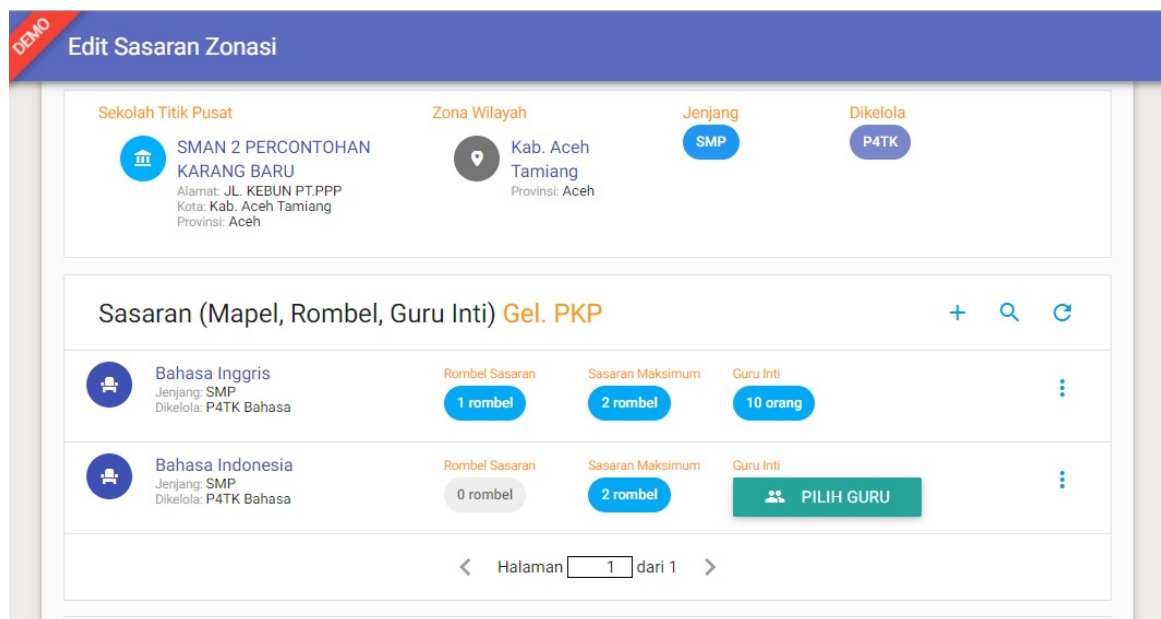 DEMO
Edit Sasaran Zonasi
Sekolah Titik Pusat
SMAN 2 PERCONTOHAN
KARANG BARU
Alamat: JL. KEBUN PT.PPP
Kota: Kab. Aceh Tamiang
Provinsi: Aceh
Zona Wilayah
Kab. Aceh
Tamiang
Provinsi: Aceh
Jenjang
SMP
Dikelola
P4TK
Sasaran (Mapel, Rombel, Guru Inti) Gel. PKP
Bahasa Inggris
Jenjang: SMP
Dikelola: P4TK Bahasa
Rombel Sasaran
1 rombel
Sasaran Maksimum
2 rombel
Guru Inti
10 orang
Bahasa Indonesia
Jenjang: SMP
Dikelola: P4TK Bahasa
Rombel Sasaran
0 rombel
Sasaran Maksimum
2 rombel
Guru Inti
PILIH GURU
Halaman 1 dari 1